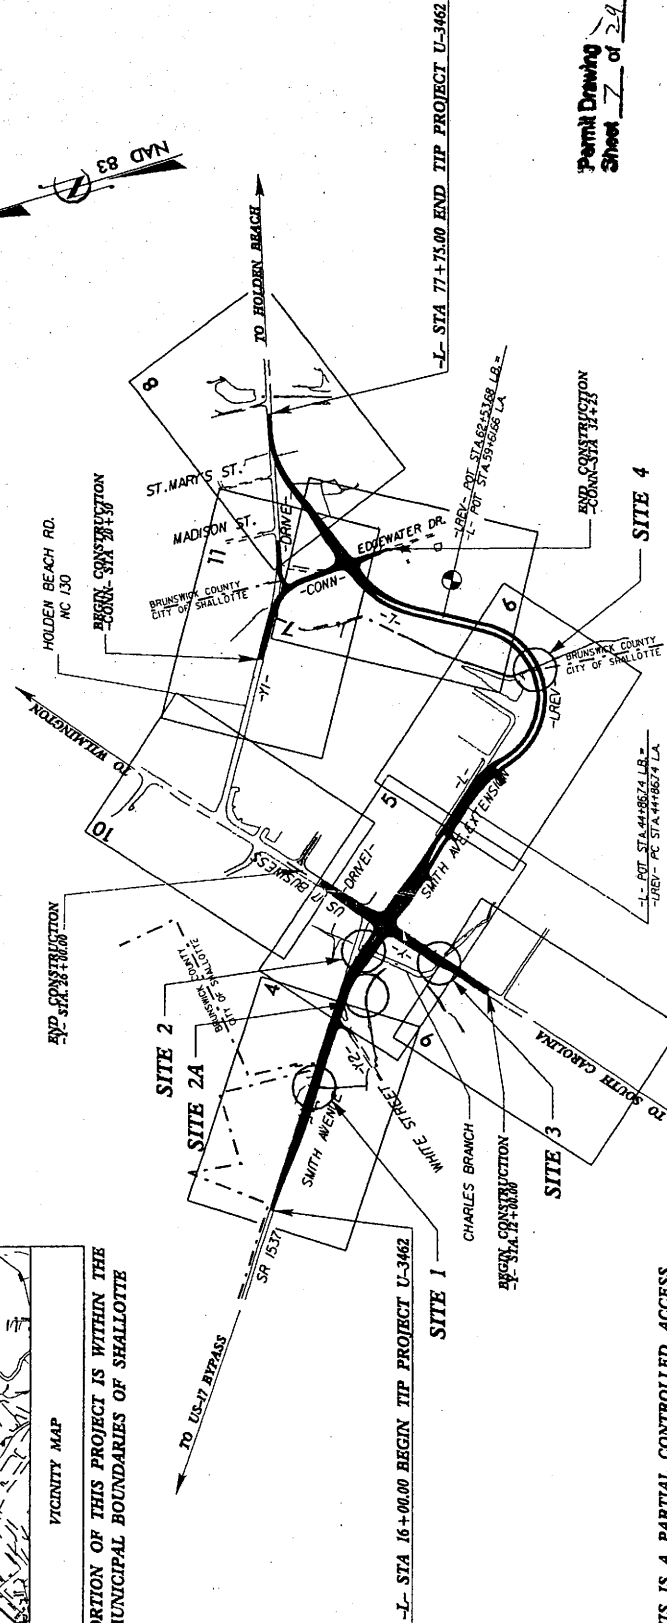 Permit Drawing
Sheet 7 of 29
NAD 83
-L- STA 77+75.00 END TIP PROJECT U-3462
TO HOLDEN BEACH
8
ST. MARY'S ST.
MADISON ST.
11
-DRIVE-
EDGEWATER DR.
-CONN-
BRUNSWICK COUNTY
CITY OF SHALLOTTE
7
-7-
HOLDEN BEACH RD.
NC 130
BEGIN CONSTRUCTION
-CONN- STA
-LREV- POT STA.62+53.68 LB.=
-L- POT STA.59+61.66 LA.
END CONSTRUCTION
-CONN- STA 32+25
SITE 4
6
BRUNSWICK COUNTY
CITY OF SHALLOTTE
-LREV-
-Y1-
TO WILMINGTON
10
US 17 BUSINESS
-DRIVE1-
5
-L-
SMITH AVE. EXTENSION
-L- POT STA.44+86.74 LB.=
-LREV- PC STA.44+86.74 LA.
END CONSTRUCTION
-Y- STA. 26+00.00
SITE 2
SITE 2A
BRUNSWICK COUNTY
CITY OF SHALLOTTE
4
-Y-
9
-Y2-
WHITE STREET
SMITH AVENUE
CHARLES BRANCH
BEGIN CONSTRUCTION
-Y- STA. 12+00.00
SITE 3
TO SOUTH CAROLINA
SITE 1
SR 1537
TO US-17 BYPASS
-L- STA 16+00.00 BEGIN TIP PROJECT U-3462
VICINITY MAP
ORTION OF THIS PROJECT IS WITHIN THE
UNICIPAL BOUNDARIES OF SHALLOTTE
IS A PARTIAL CONTROLLED ACCESS